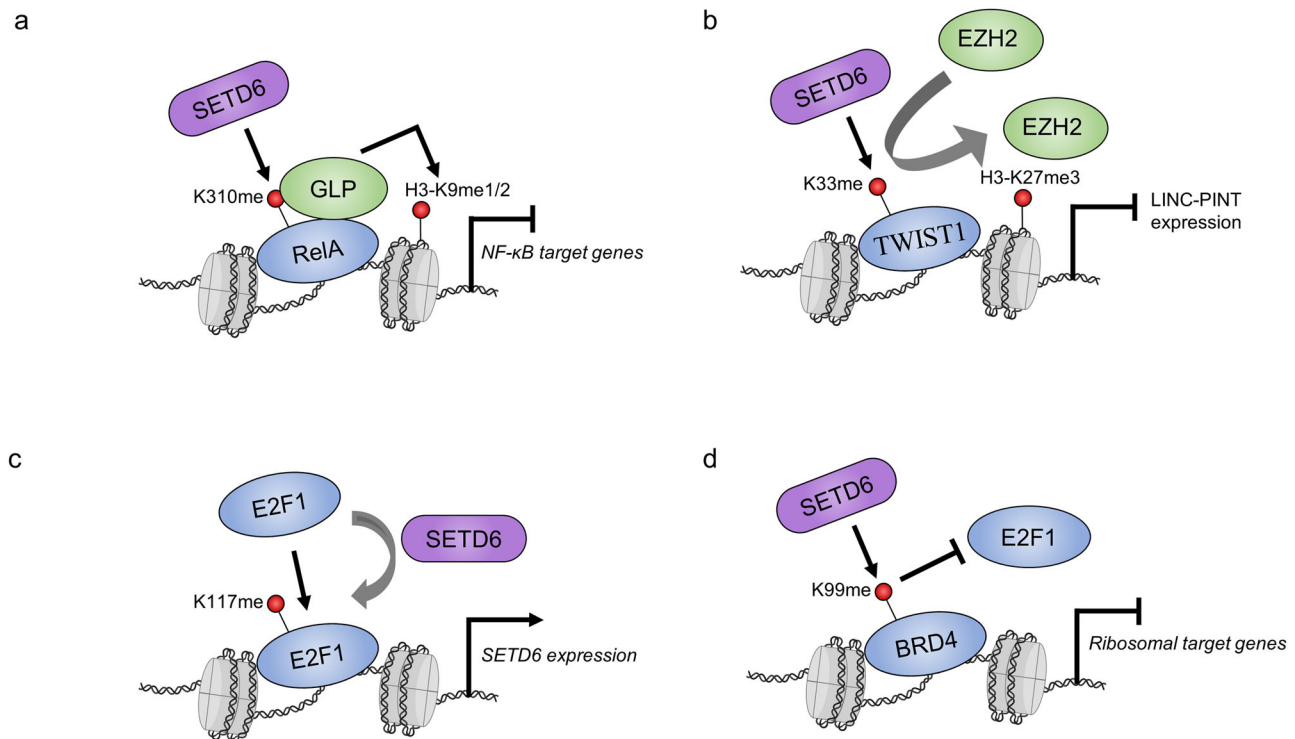 a
SETD6
GLP
K310me
H3-K9me1/2
RelA
NF-κB target genes
b
EZH2
SETD6
EZH2
K33me
H3-K27me3
LINC-PINT
expression
TWIST1
c
E2F1
SETD6
K117me
E2F1
SETD6 expression
d
SETD6
E2F1
K99me
BRD4
Ribosomal target genes